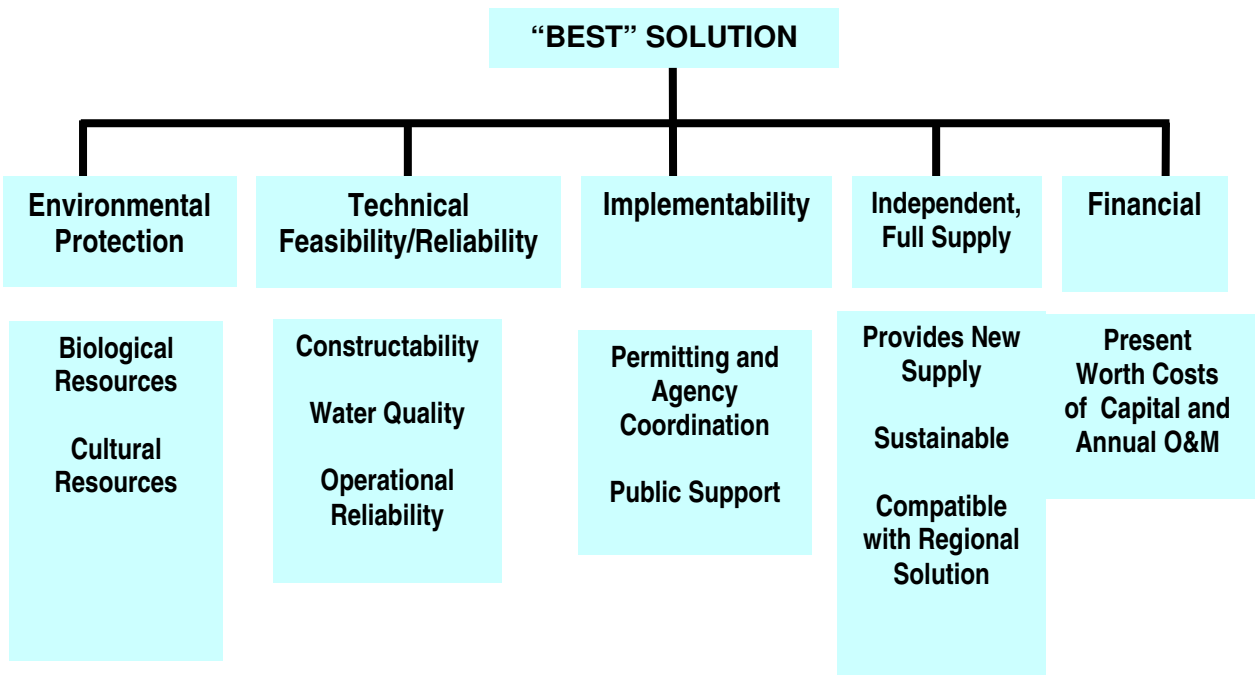 “BEST” SOLUTION
Environmental
Protection
Technical
Feasibility/Reliability
Implementability
Independent,
Full Supply
Financial
Biological
Resources
Cultural
Resources
Constructability
Water Quality
Operational
Reliability
Permitting and
Agency
Coordination
Public Support
Provides New
Supply
Sustainable
Compatible
with Regional
Solution
Present
Worth Costs
of Capital and
Annual O&M